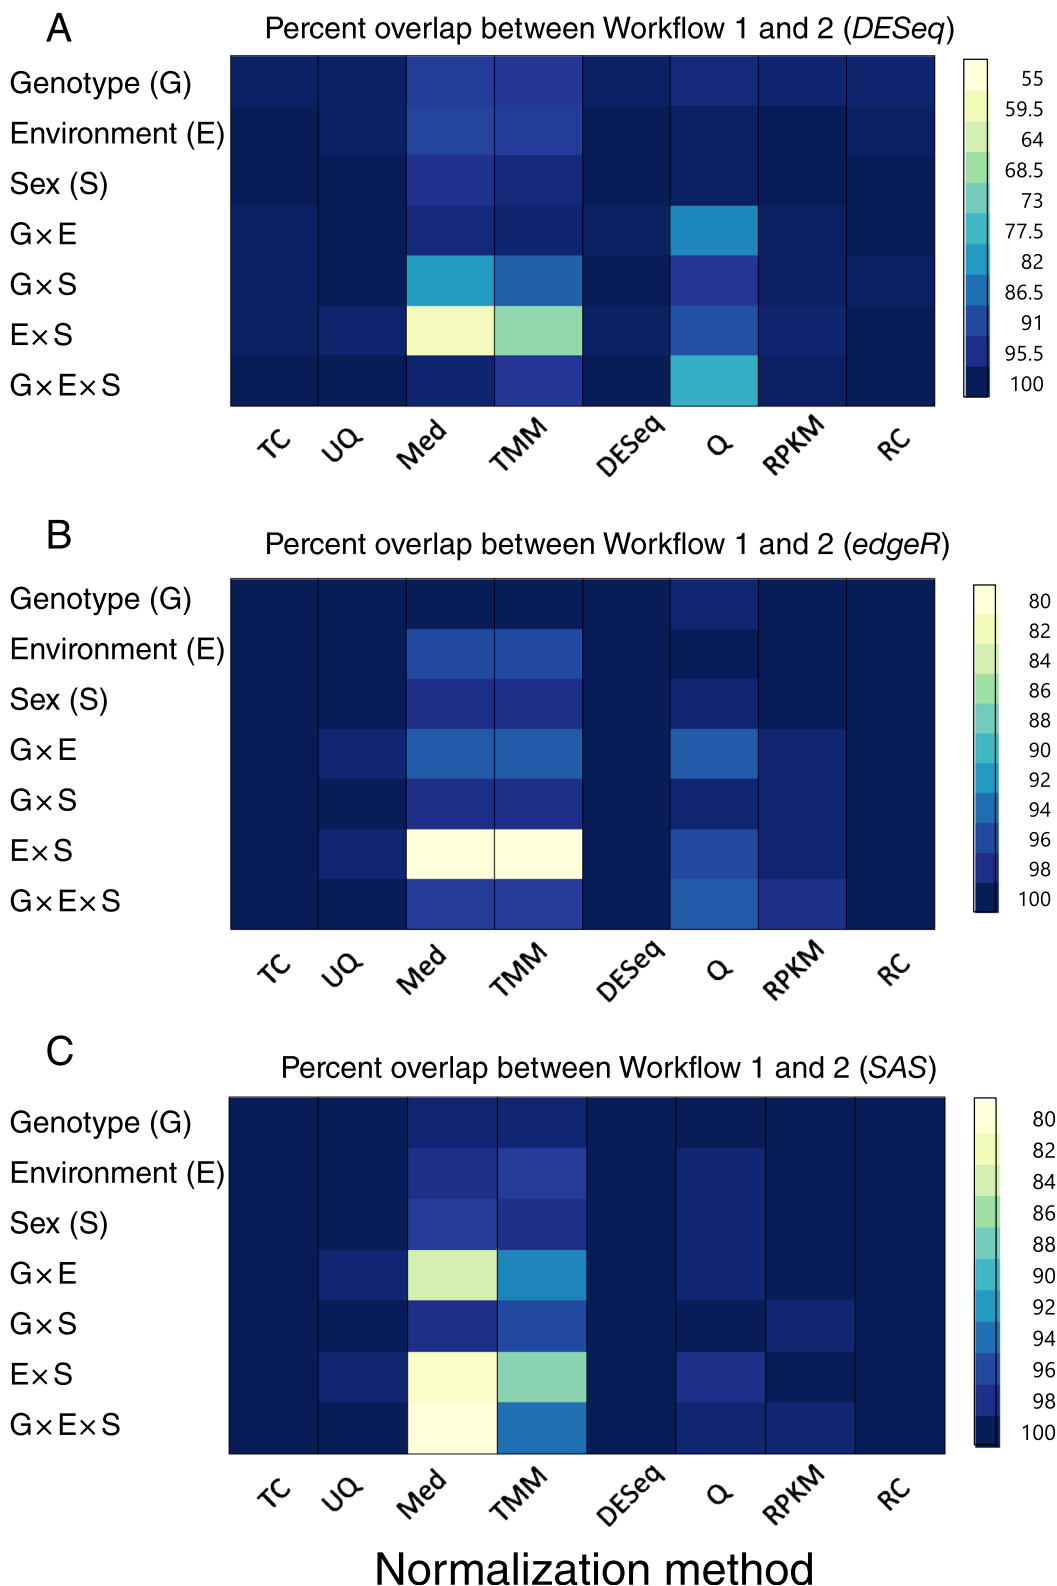 A
Percent overlap between Workflow 1 and 2 (DESeq)
Genotype (G)
Environment (E)
Sex (S)
G×E
G×S
E×S
G×E×S
55
59.5
64
68.5
73
77.5
82
86.5
91
95.5
100
TC UQ Med TMM DESeq Q RPKM RC
B
Percent overlap between Workflow 1 and 2 (edgeR)
Genotype (G)
Environment (E)
Sex (S)
G×E
G×S
E×S
G×E×S
80
82
84
86
88
90
92
94
96
98
100
TC UQ Med TMM DESeq Q RPKM RC
C
Percent overlap between Workflow 1 and 2 (SAS)
Genotype (G)
Environment (E)
Sex (S)
G×E
G×S
E×S
G×E×S
80
82
84
86
88
90
92
94
96
98
100
TC UQ Med TMM DESeq Q RPKM RC
Normalization method